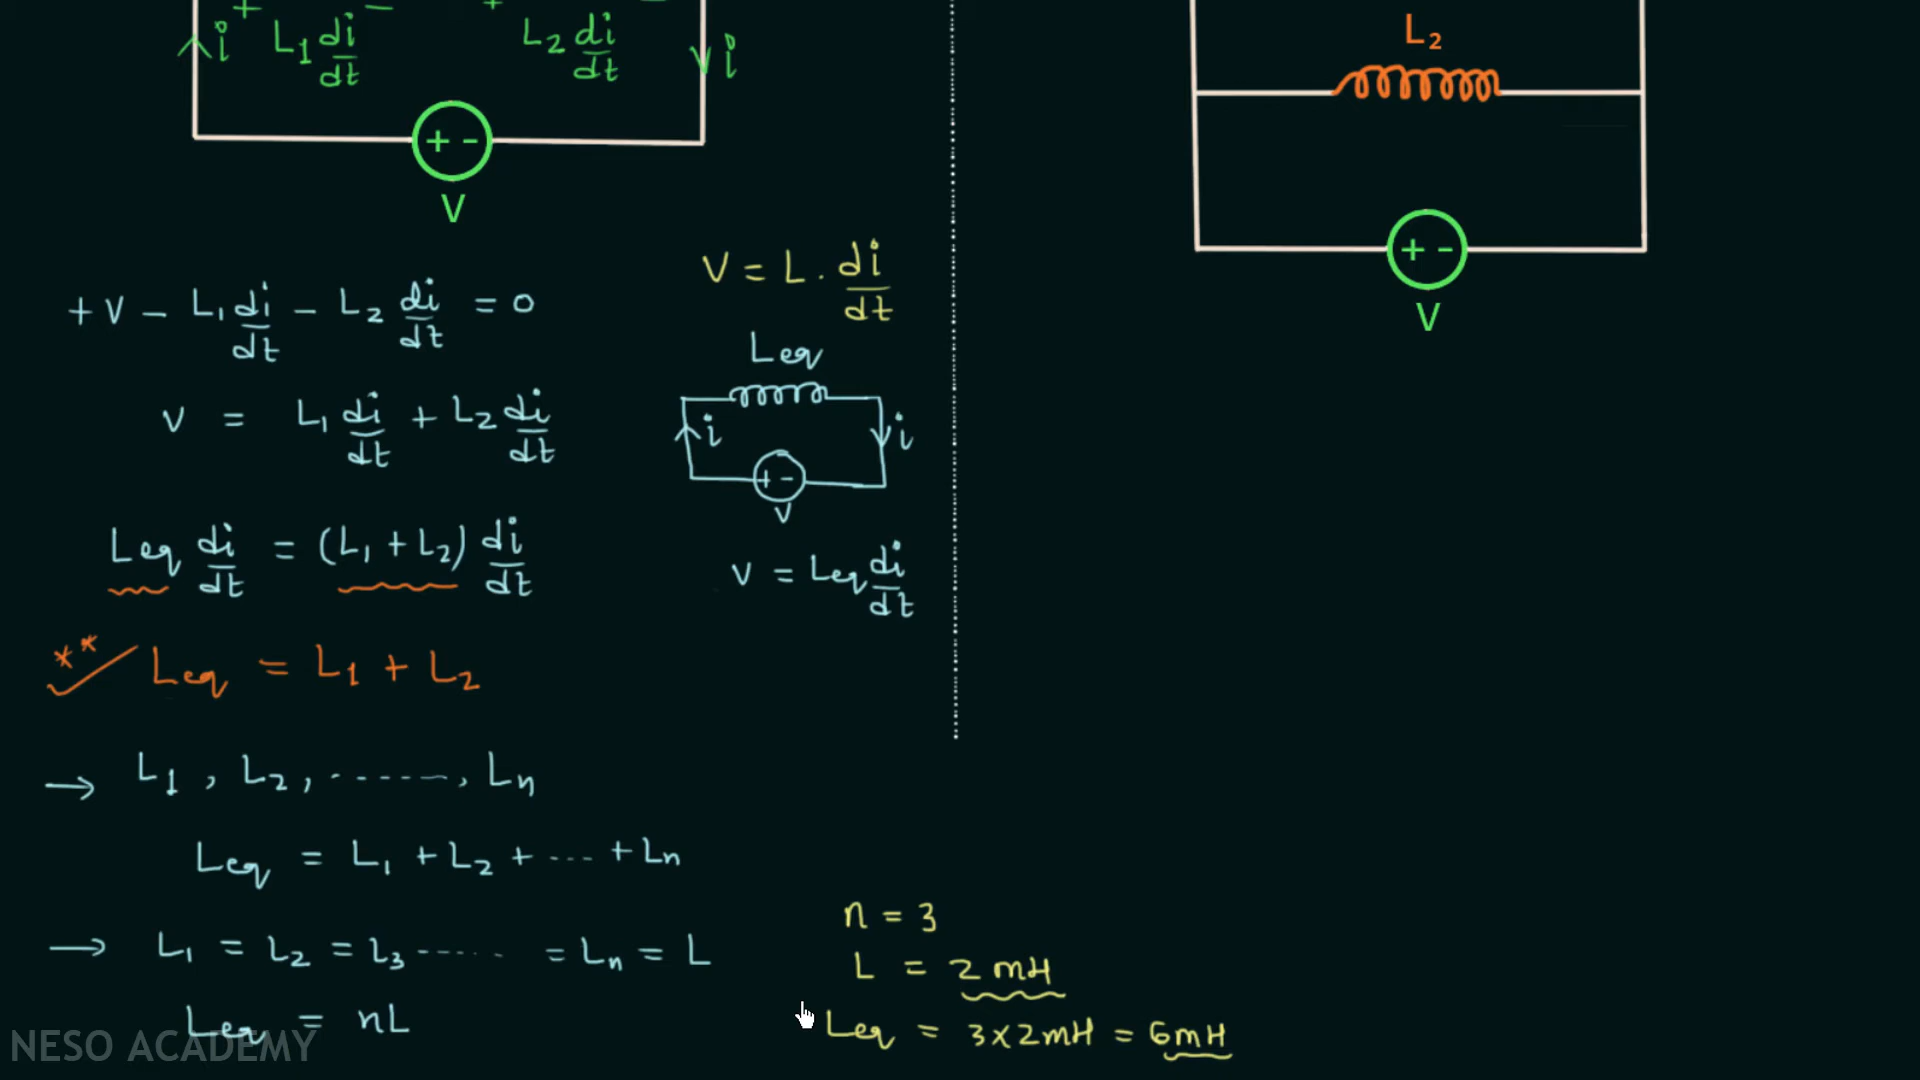 + - +
i L₁ di/dt L₂ di/dt i
+ -
V
+V - L₁ di/dt - L₂ di/dt = 0
V = L₁ di/dt + L₂ di/dt
Leq di/dt = (L₁ + L₂) di/dt
** Leq = L₁ + L₂
→ L₁ , L₂ , ------- , Ln
Leq = L₁ + L₂ + --- + Ln
→ L₁ = L₂ = L₃ ------ = Ln = L
Leq = nL
V = L . di/dt
Leq
i i
+ -
V
V = Leq di/dt
n = 3
L = 2 mH
Leq = 3 x 2mH = 6mH
L₂
+ -
V
NESO ACADEMY